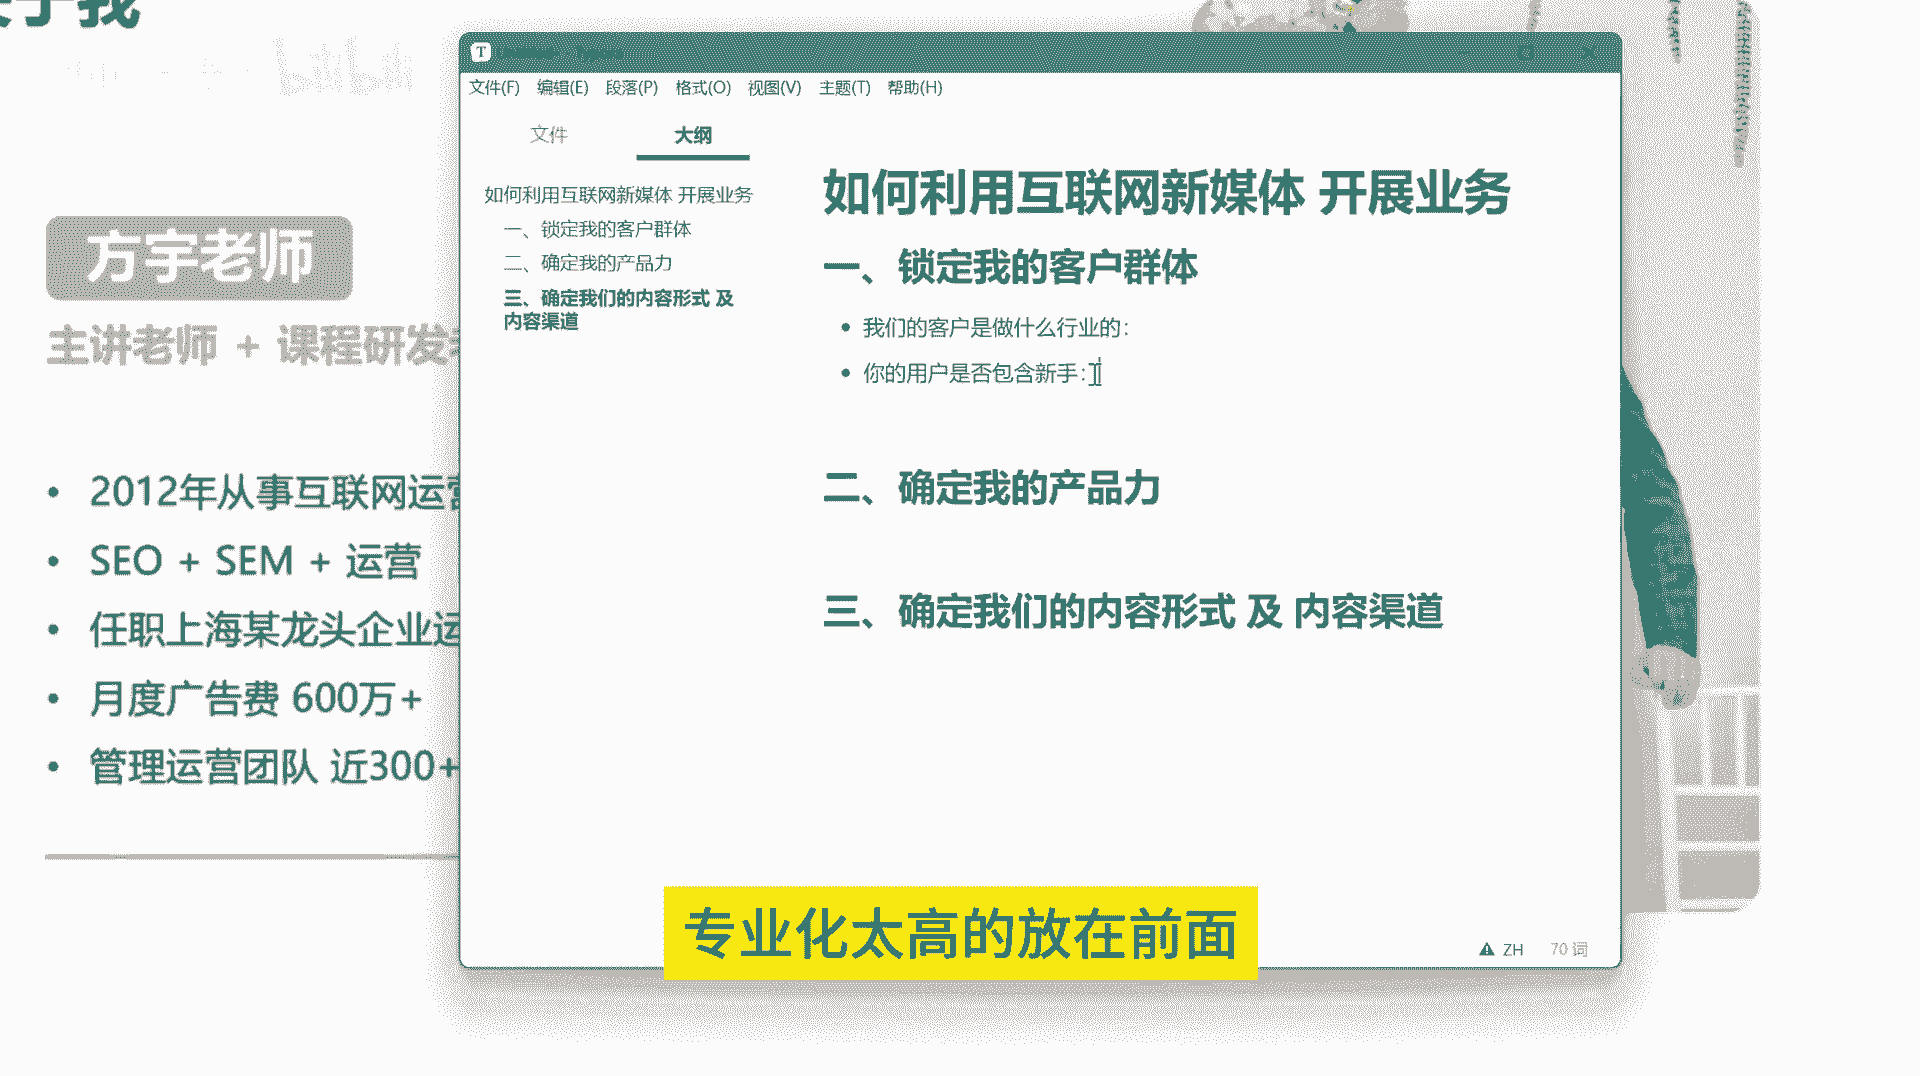 于我
bilibili
方宇老师
主讲老师 + 课程研发
2012年从事互联网运营
SEO + SEM + 运营
任职上海某龙头企业运
月度广告费 600万+
管理运营团队 近300+
T
文件(F) 编辑(E) 段落(P) 格式(O) 视图(V) 主题(T) 帮助(H)
文件 大纲
如何利用互联网新媒体 开展业务
一、锁定我的客户群体
二、确定我的产品力
三、确定我们的内容形式 及
内容渠道
如何利用互联网新媒体 开展业务
一、锁定我的客户群体
我们的客户是做什么行业的：
你的用户是否包含新手：
二、确定我的产品力
三、确定我们的内容形式 及 内容渠道
ZH 70 词
专业化太高的放在前面